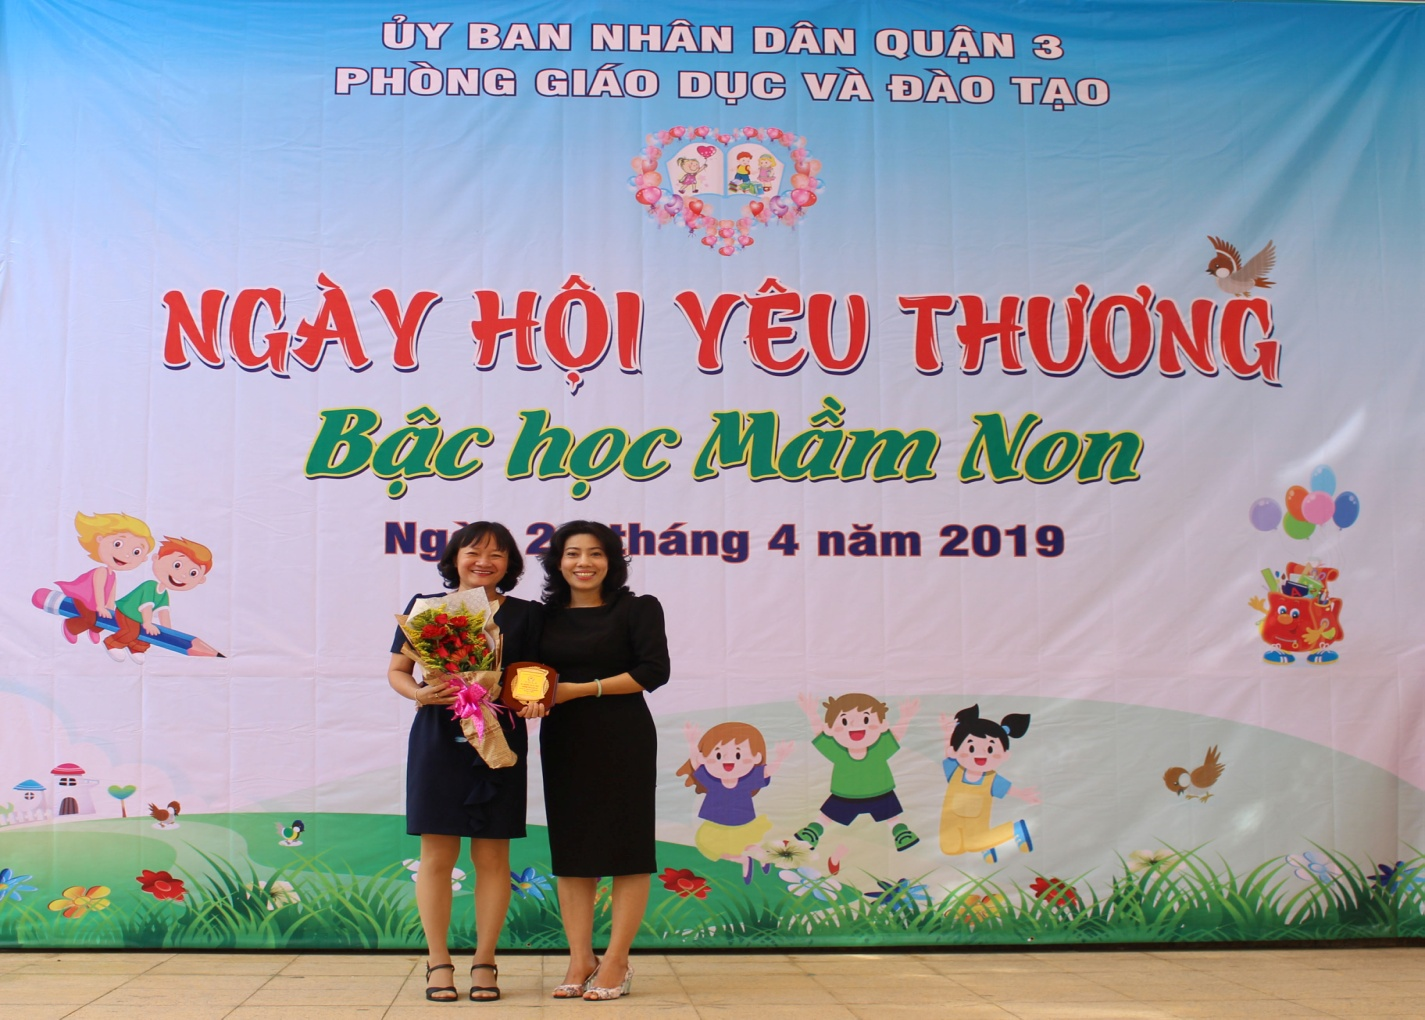 ỦY BAN NHÂN DÂN QUẬN 3
PHÒNG GIÁO DỤC VÀ ĐÀO TẠO
NGÀY HỘI YÊU THƯƠNG
Bậc học Mầm Non
tháng 4 năm 2019